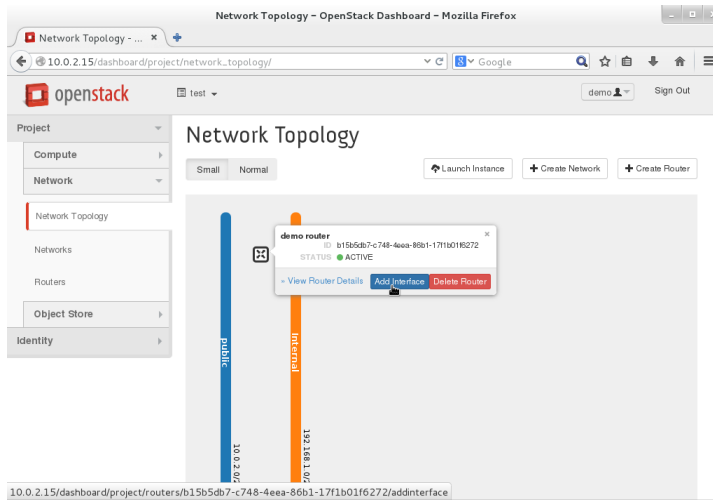 Network Topology – OpenStack Dashboard – Mozilla Firefox
Network Topology - ...
10.0.2.15/dashboard/project/network_topology/
Google
openstack
test
demo
Sign Out
Project
Compute
Network
Network Topology
Networks
Routers
Object Store
Identity
Network Topology
Small
Normal
Launch Instance
Create Network
Create Router
demo router
ID b15b5db7-c748-4eea-86b1-17f1b01f6272
STATUS ACTIVE
» View Router Details
Add Interface
Delete Router
public
Internal
10.0.2.0/
192.168.1.0/
10.0.2.15/dashboard/project/routers/b15b5db7-c748-4eea-86b1-17f1b01f6272/addinterface